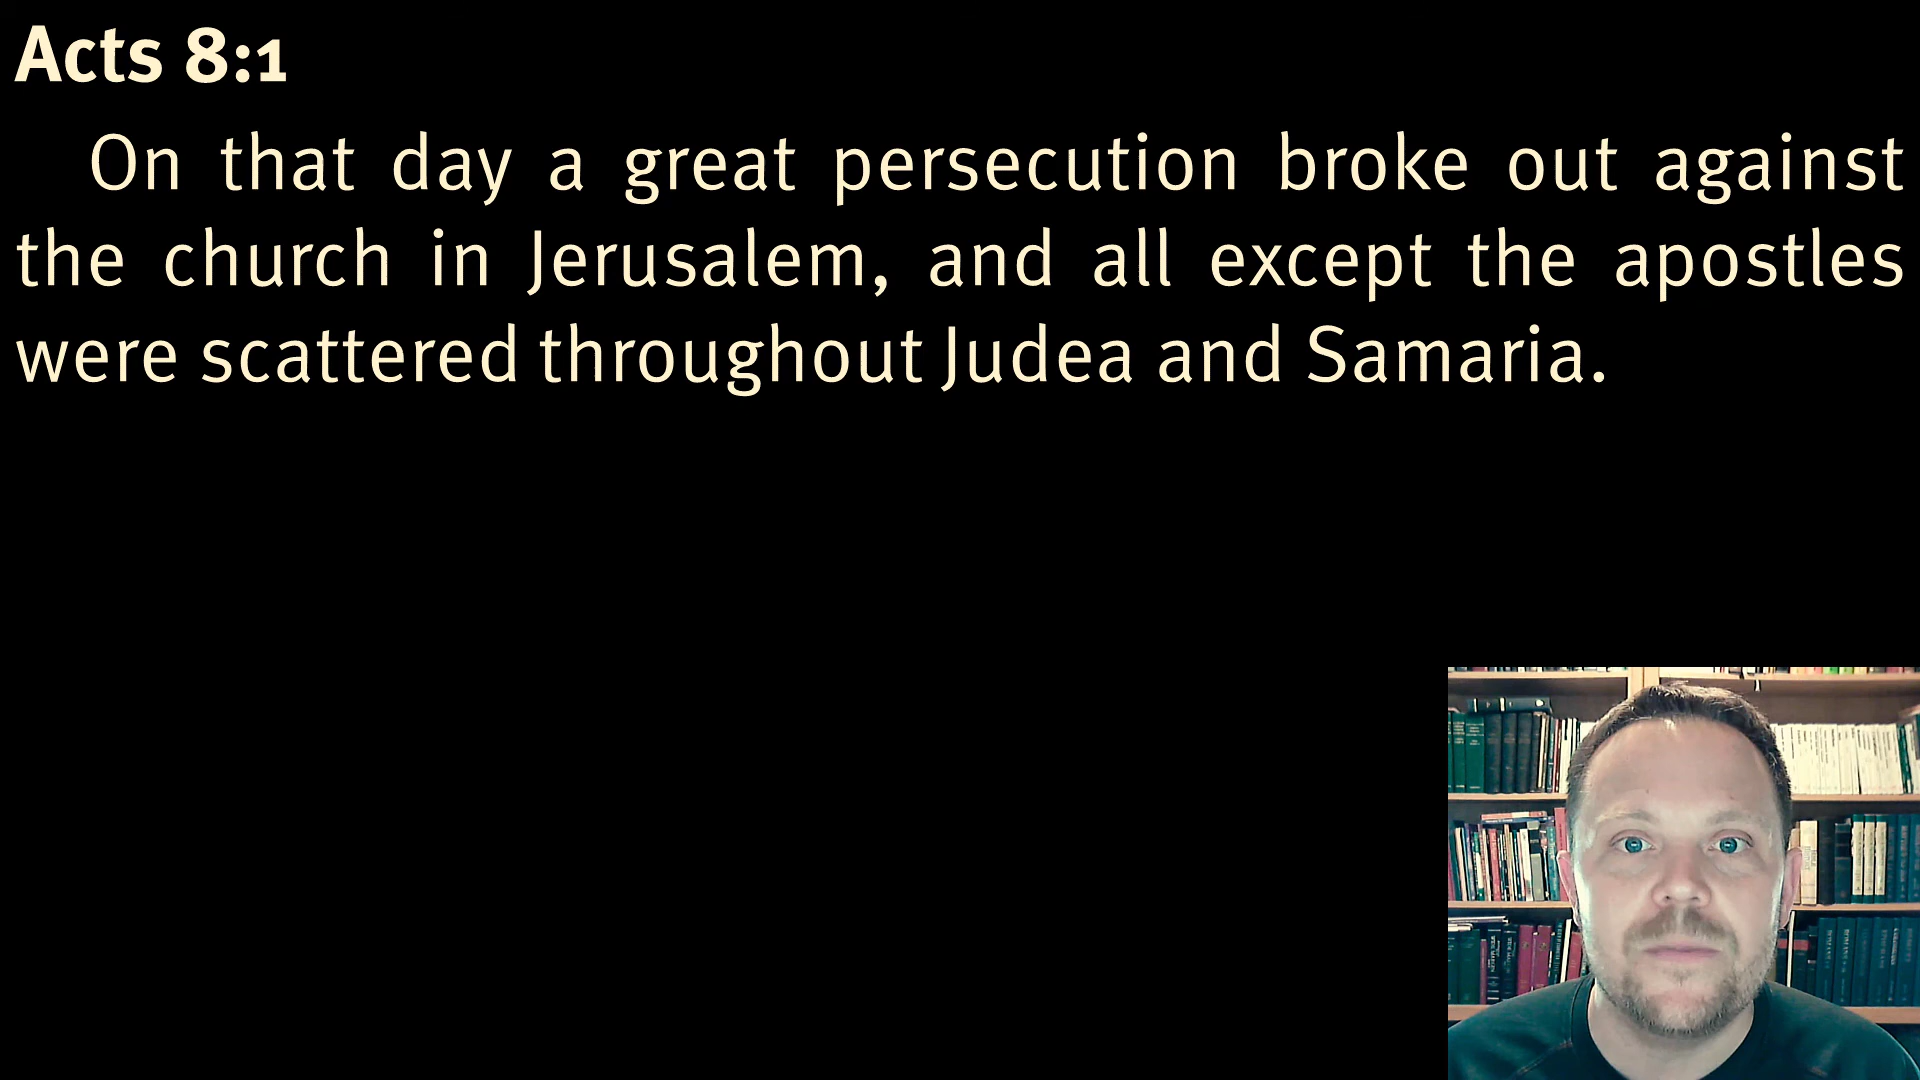 Acts 8:1
On that day a great persecution broke out against
the church in Jerusalem, and all except the apostles
were scattered throughout Judea and Samaria.